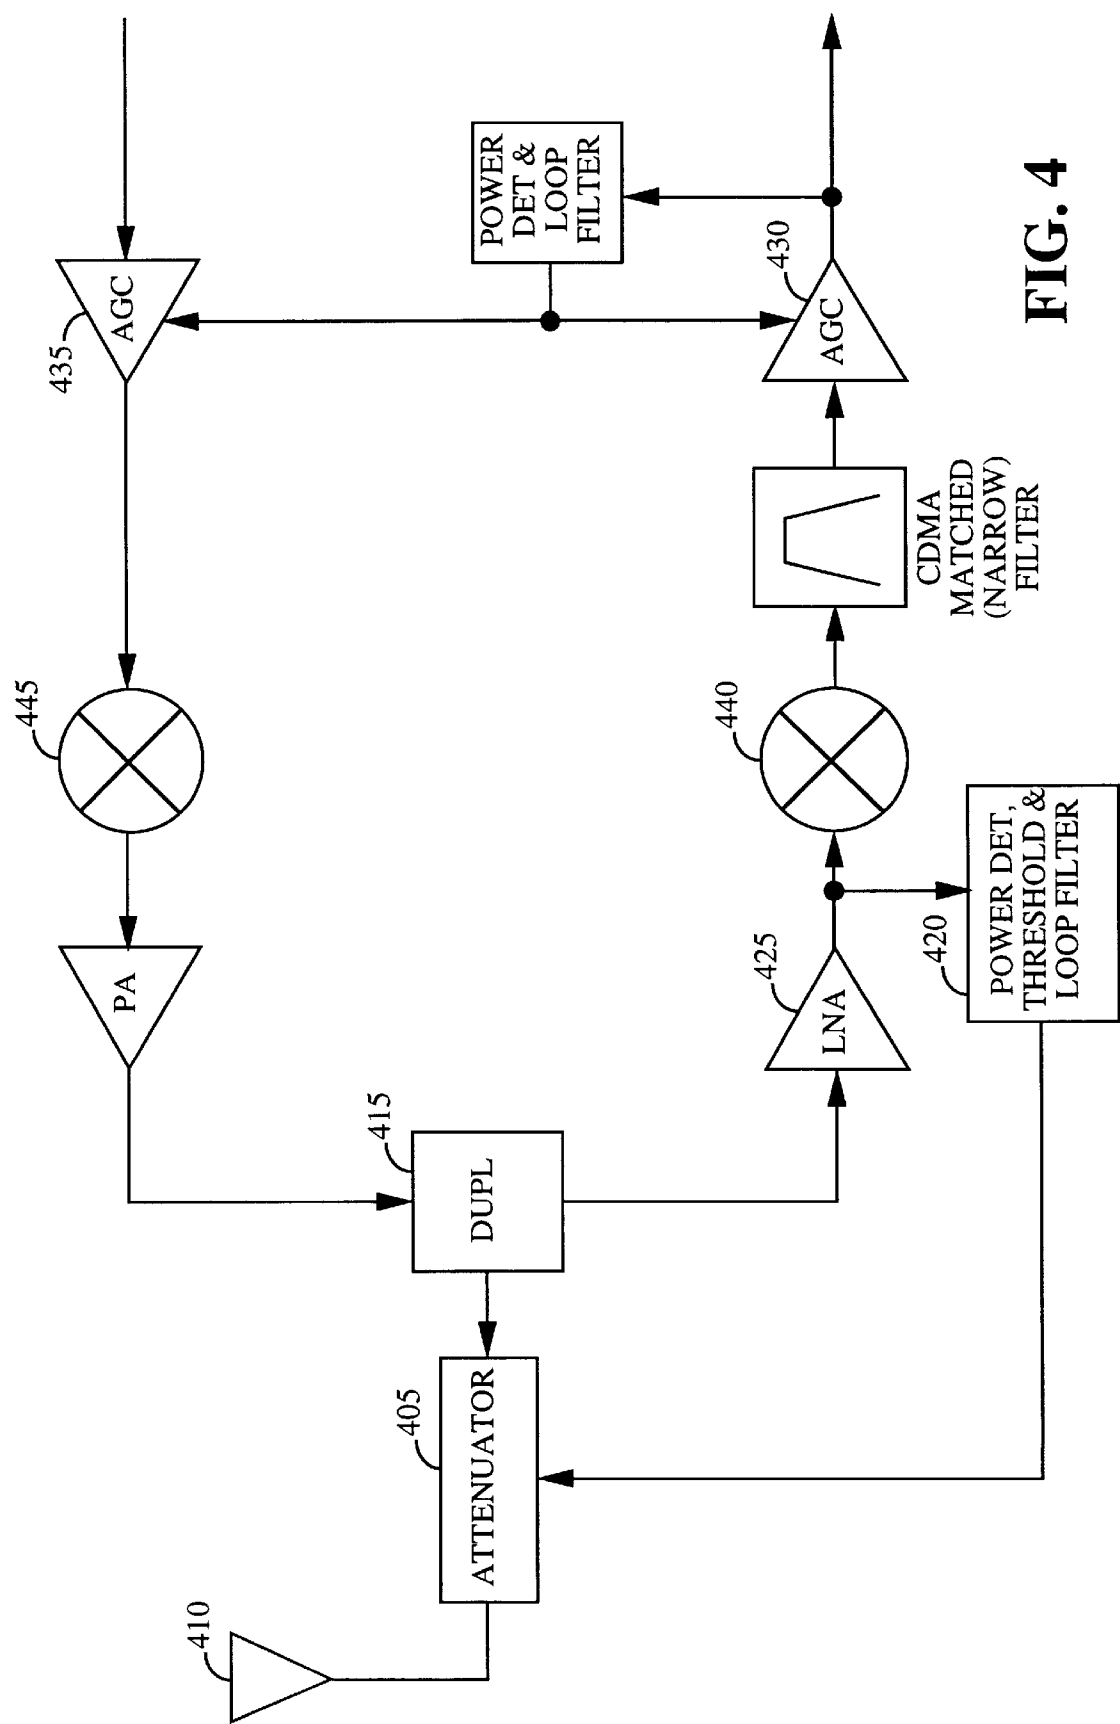 410
ATTENUATOR
405
DUPL
415
PA
445
AGC
435
POWER
DET &
LOOP
FILTER
LNA
425
440
CDMA
MATCHED
(NARROW)
FILTER
AGC
430
POWER DET,
THRESHOLD &
LOOP FILTER
420
FIG. 4